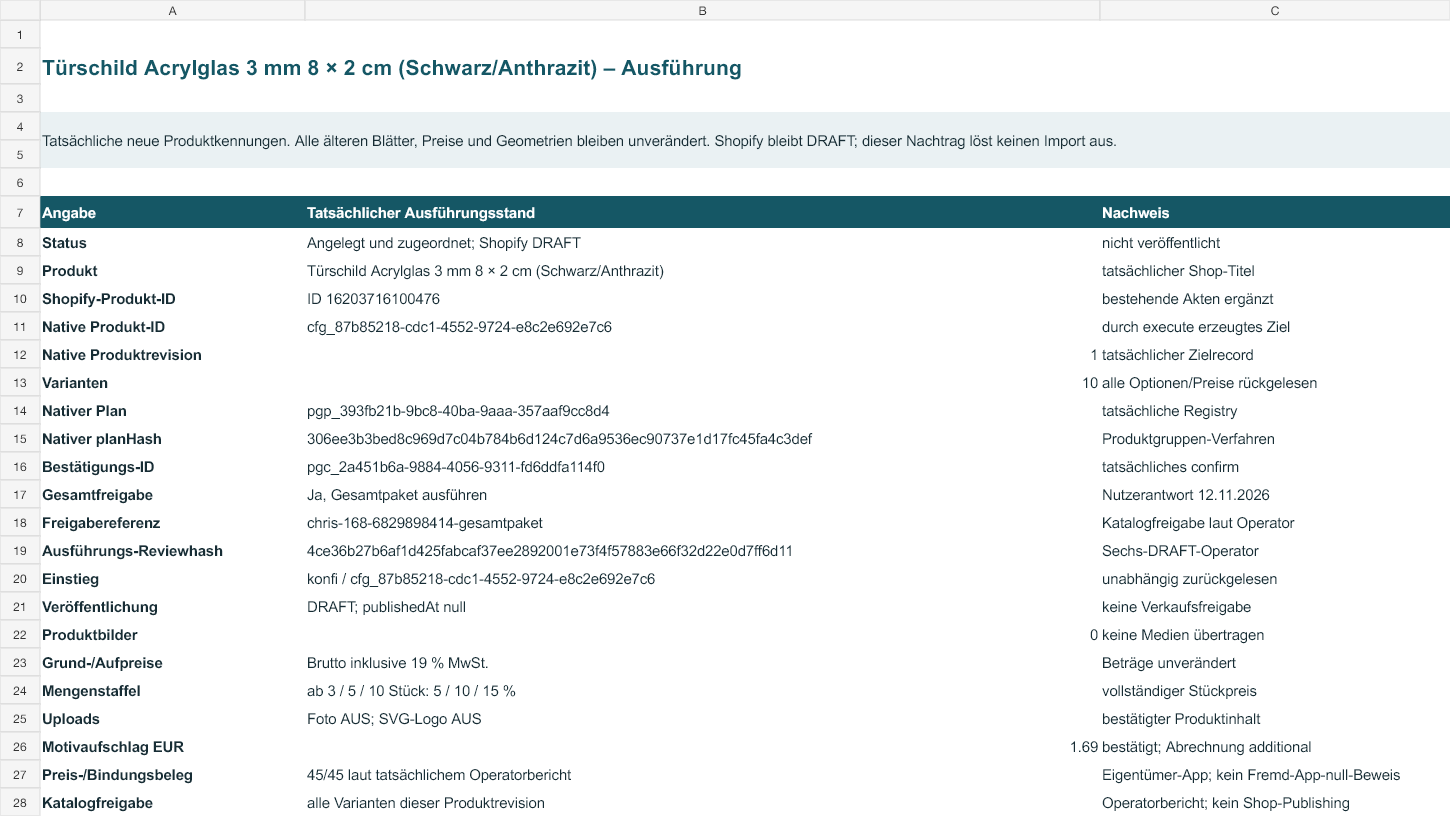 A B C
1
2 Türschild Acrylglas 3 mm 8 × 2 cm (Schwarz/Anthrazit) – Ausführung
3
4
Tatsächliche neue Produktkennungen. Alle älteren Blätter, Preise und Geometrien bleiben unverändert. Shopify bleibt DRAFT; dieser Nachtrag löst keinen Import aus.
5
6
7 Angabe Tatsächlicher Ausführungsstand Nachweis
8 Status Angelegt und zugeordnet; Shopify DRAFT nicht veröffentlicht
9 Produkt Türschild Acrylglas 3 mm 8 × 2 cm (Schwarz/Anthrazit) tatsächlicher Shop-Titel
10 Shopify-Produkt-ID ID 16203716100476 bestehende Akten ergänzt
11 Native Produkt-ID cfg_87b85218-cdc1-4552-9724-e8c2e692e7c6 durch execute erzeugtes Ziel
12 Native Produktrevision 1 tatsächlicher Zielrecord
13 Varianten 10 alle Optionen/Preise rückgelesen
14 Nativer Plan pgp_393fb21b-9bc8-40ba-9aaa-357aaf9cc8d4 tatsächliche Registry
15 Nativer planHash 306ee3b3bed8c969d7c04b784b6d124c7d6a9536ec90737e1d17fc45fa4c3def Produktgruppen-Verfahren
16 Bestätigungs-ID pgc_2a451b6a-9884-4056-9311-fd6ddfa114f0 tatsächliches confirm
17 Gesamtfreigabe Ja, Gesamtpaket ausführen Nutzerantwort 12.11.2026
18 Freigabereferenz chris-168-6829898414-gesamtpaket Katalogfreigabe laut Operator
19 Ausführungs-Reviewhash 4ce36b27b6af1d425fabcaf37ee2892001e73f4f57883e66f32d22e0d7ff6d11 Sechs-DRAFT-Operator
20 Einstieg konfi / cfg_87b85218-cdc1-4552-9724-e8c2e692e7c6 unabhängig zurückgelesen
21 Veröffentlichung DRAFT; publishedAt null keine Verkaufsfreigabe
22 Produktbilder 0 keine Medien übertragen
23 Grund-/Aufpreise Brutto inklusive 19 % MwSt. Beträge unverändert
24 Mengenstaffel ab 3 / 5 / 10 Stück: 5 / 10 / 15 % vollständiger Stückpreis
25 Uploads Foto AUS; SVG-Logo AUS bestätigter Produktinhalt
26 Motivaufschlag EUR 1.69 bestätigt; Abrechnung additional
27 Preis-/Bindungsbeleg 45/45 laut tatsächlichem Operatorbericht Eigentümer-App; kein Fremd-App-null-Beweis
28 Katalogfreigabe alle Varianten dieser Produktrevision Operatorbericht; kein Shop-Publishing